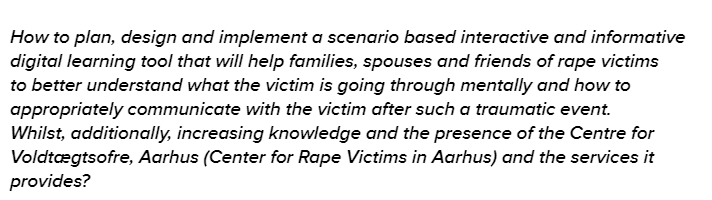 How to plan, design and implement a scenario based interactive and informative
digital learning tool that will help families, spouses and friends of rape victims
to better understand what the victim is going through mentally and how to
appropriately communicate with the victim after such a traumatic event.
Whilst, additionally, increasing knowledge and the presence of the Centre for
Voldtægtsofre, Aarhus (Center for Rape Victims in Aarhus) and the services it
provides?